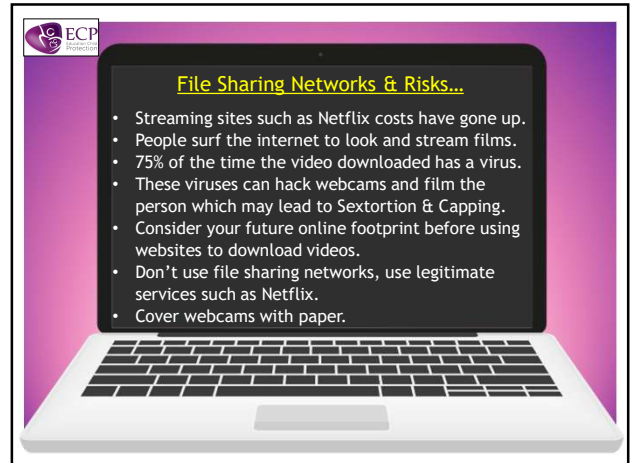 ECP
Education Child
Protection
File Sharing Networks & Risks…
• Streaming sites such as Netflix costs have gone up.
• People surf the internet to look and stream films.
• 75% of the time the video downloaded has a virus.
• These viruses can hack webcams and film the
person which may lead to Sextortion & Capping.
• Consider your future online footprint before using
websites to download videos.
• Don't use file sharing networks, use legitimate
services such as Netflix.
• Cover webcams with paper.